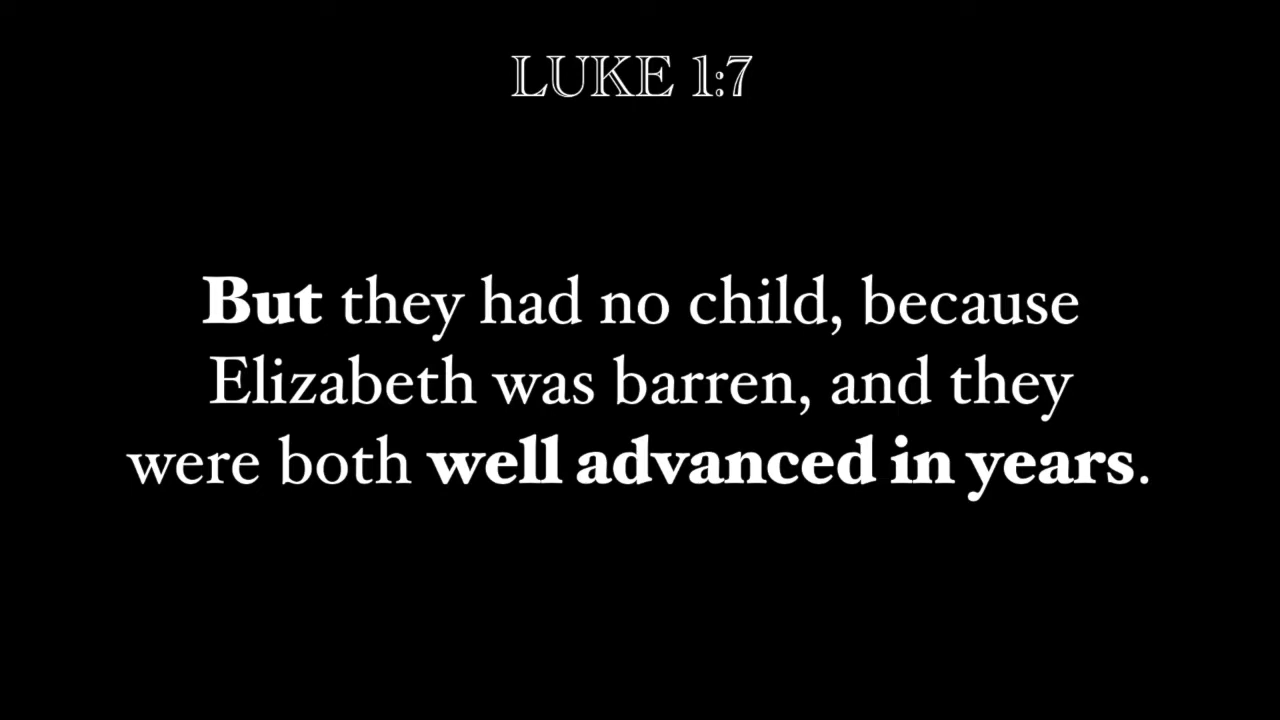 LUKE 1:7
But they had no child, because
Elizabeth was barren, and they
were both well advanced in years.